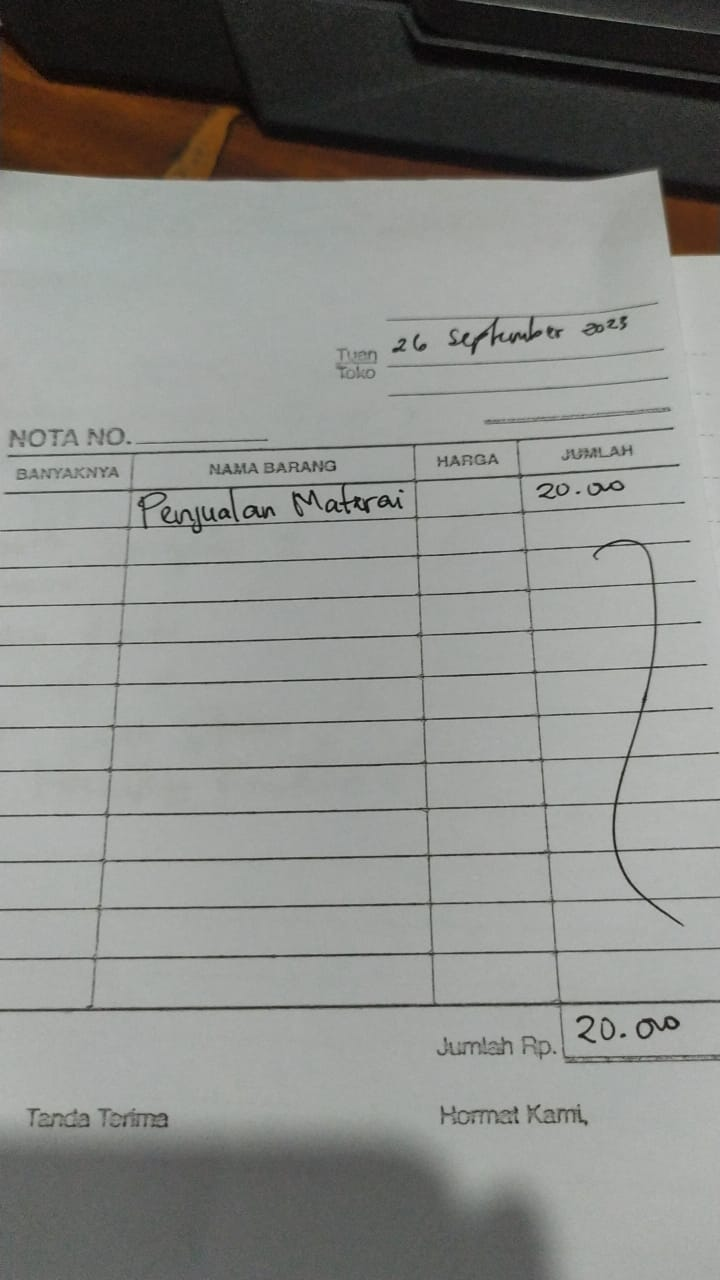 26 September 2023
Tuan
Toko
NOTA NO.
BANYAKNYA NAMA BARANG HARGA JUMLAH
Penjualan Materai 20.000
Jumlah Rp. 20.000
Tanda Terima Hormat Kami,